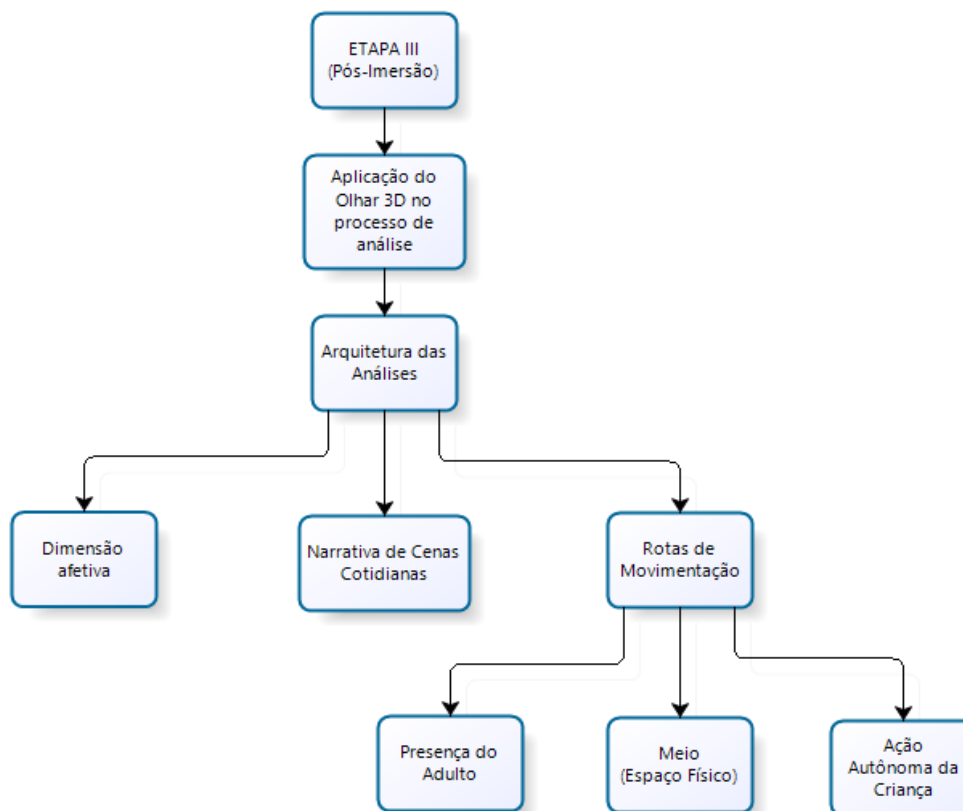 ETAPA III
(Pós-Imersão)
Aplicação do
Olhar 3D no
processo de
análise
Arquitetura das
Análises
Dimensão
afetiva
Narrativa de Cenas
Cotidianas
Rotas de
Movimentação
Presença do
Adulto
Meio
(Espaço Físico)
Ação
Autônoma da
Criança